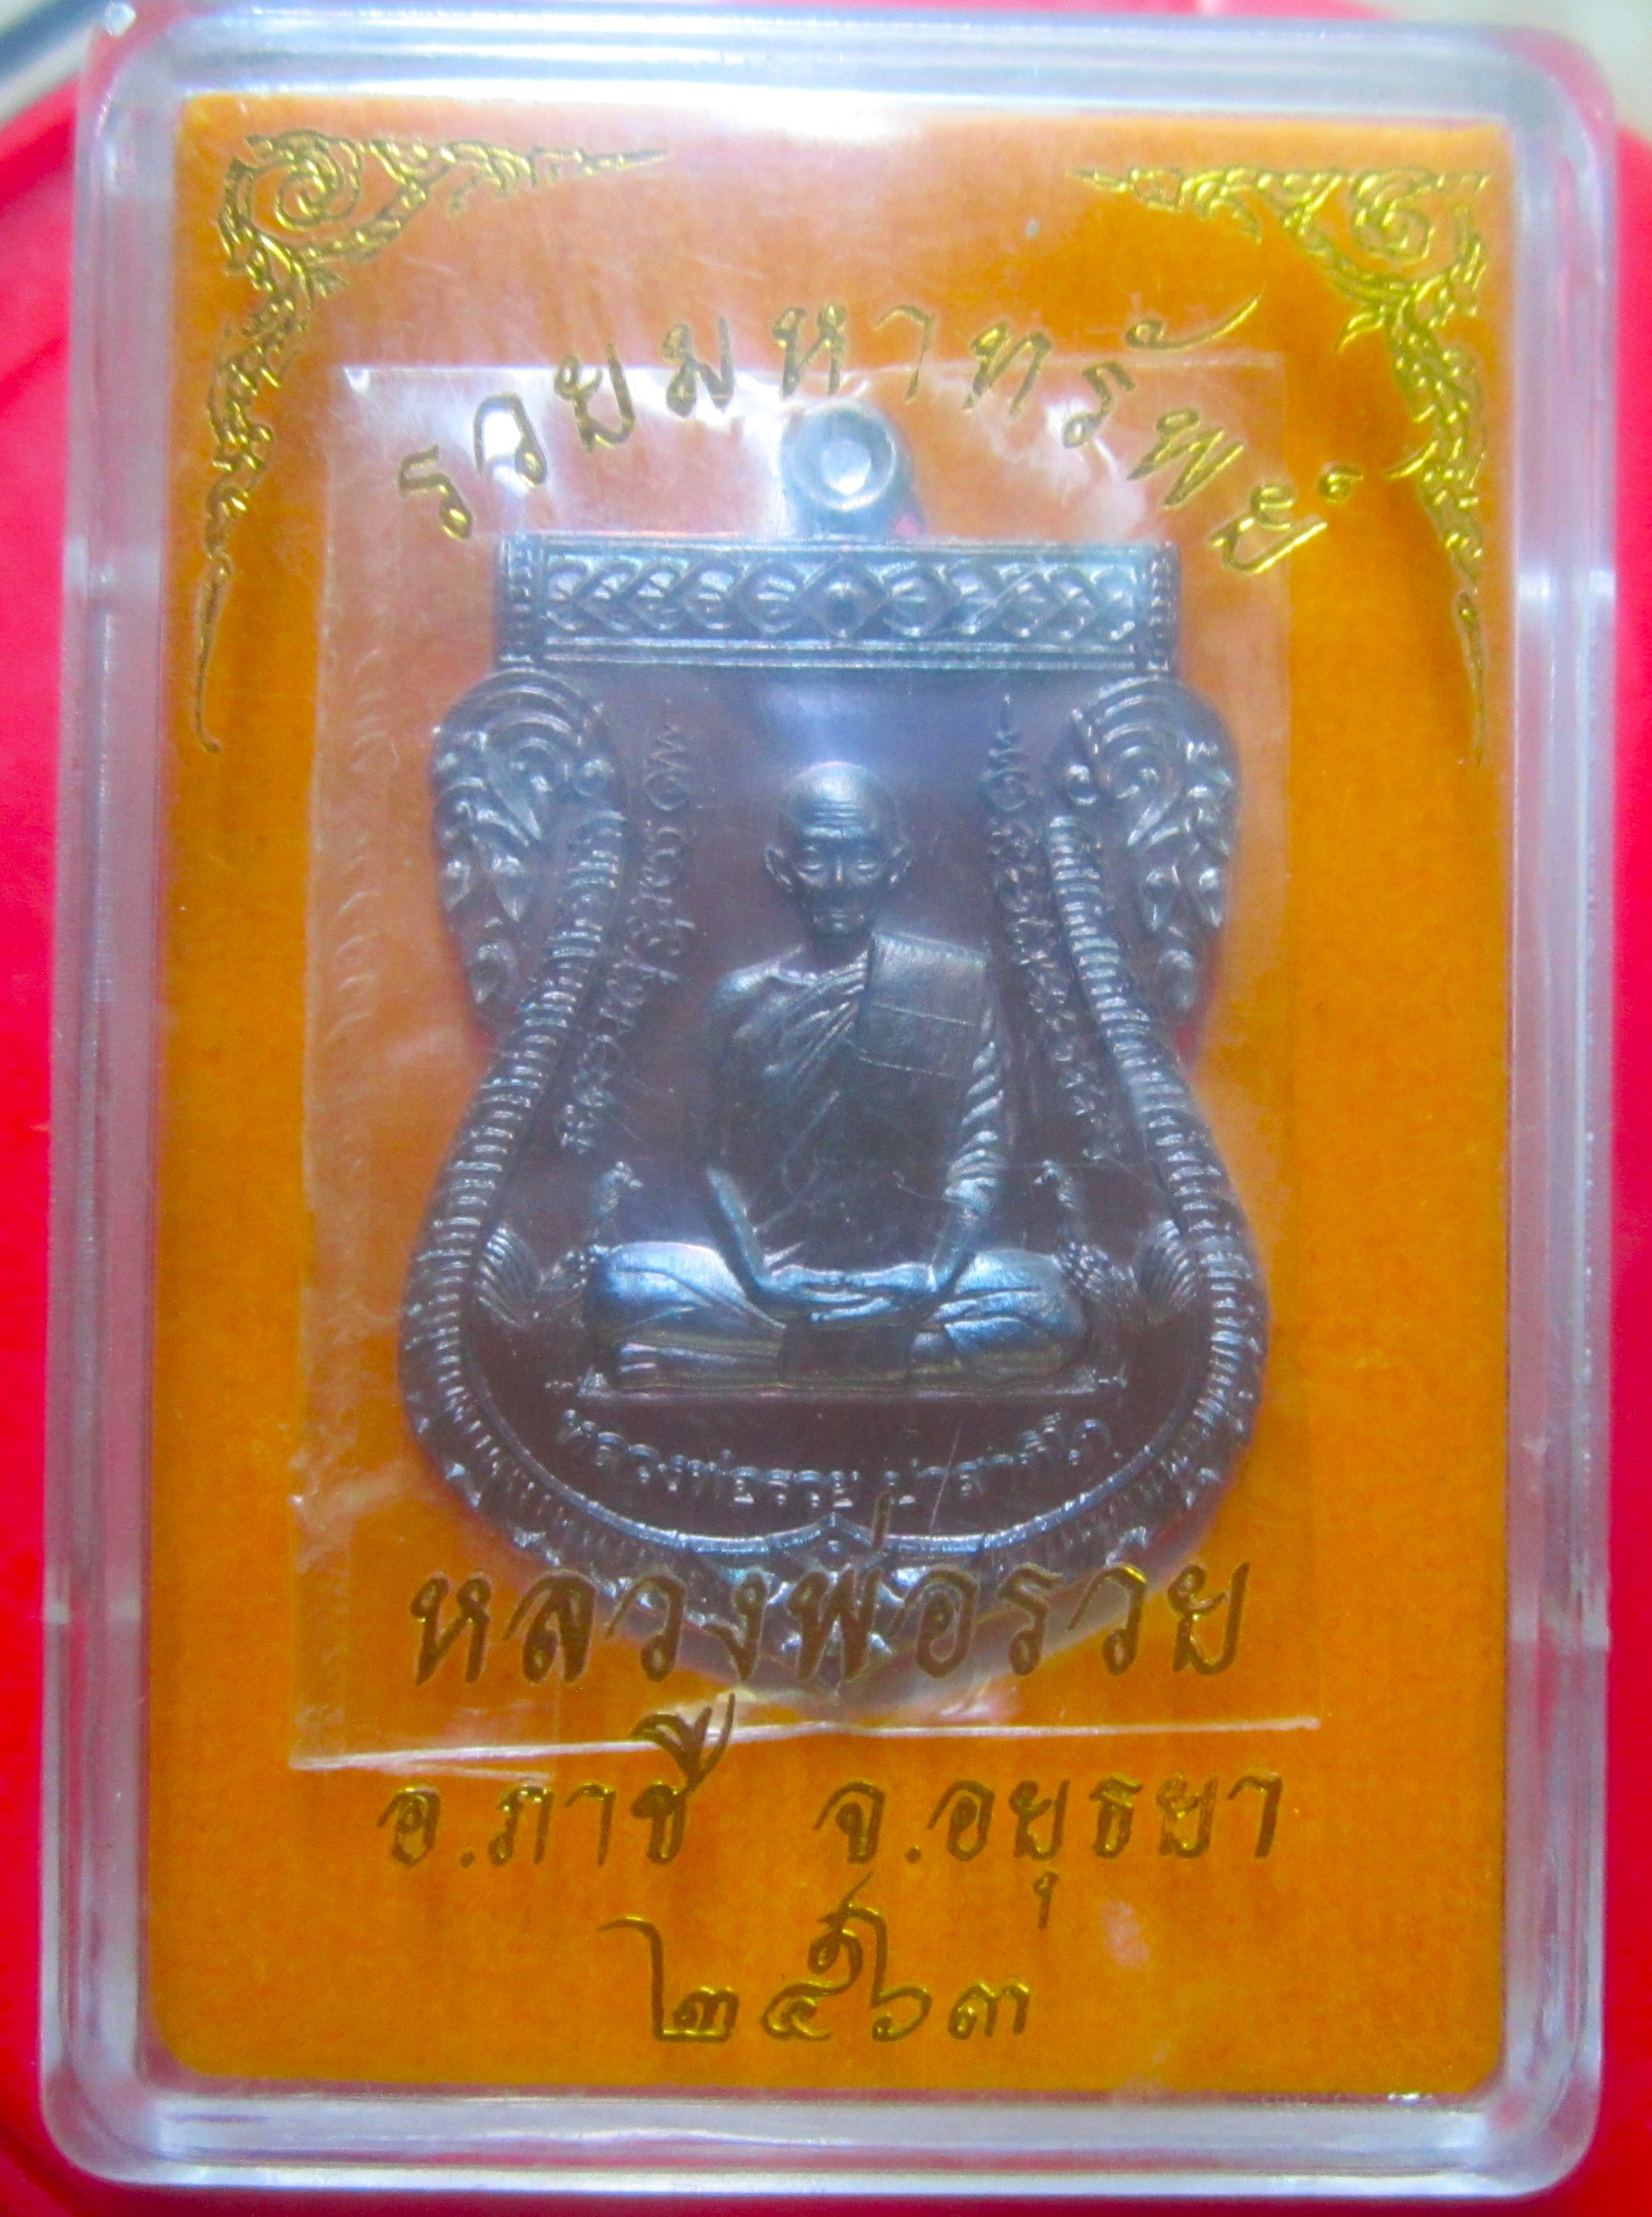 รวยมหาทรัพย์
หลวงพ่อรวย ปาสาทิโก
หลวงพ่อรวย
อ.ภาชี จ.อยุธยา
๒๕๖๓